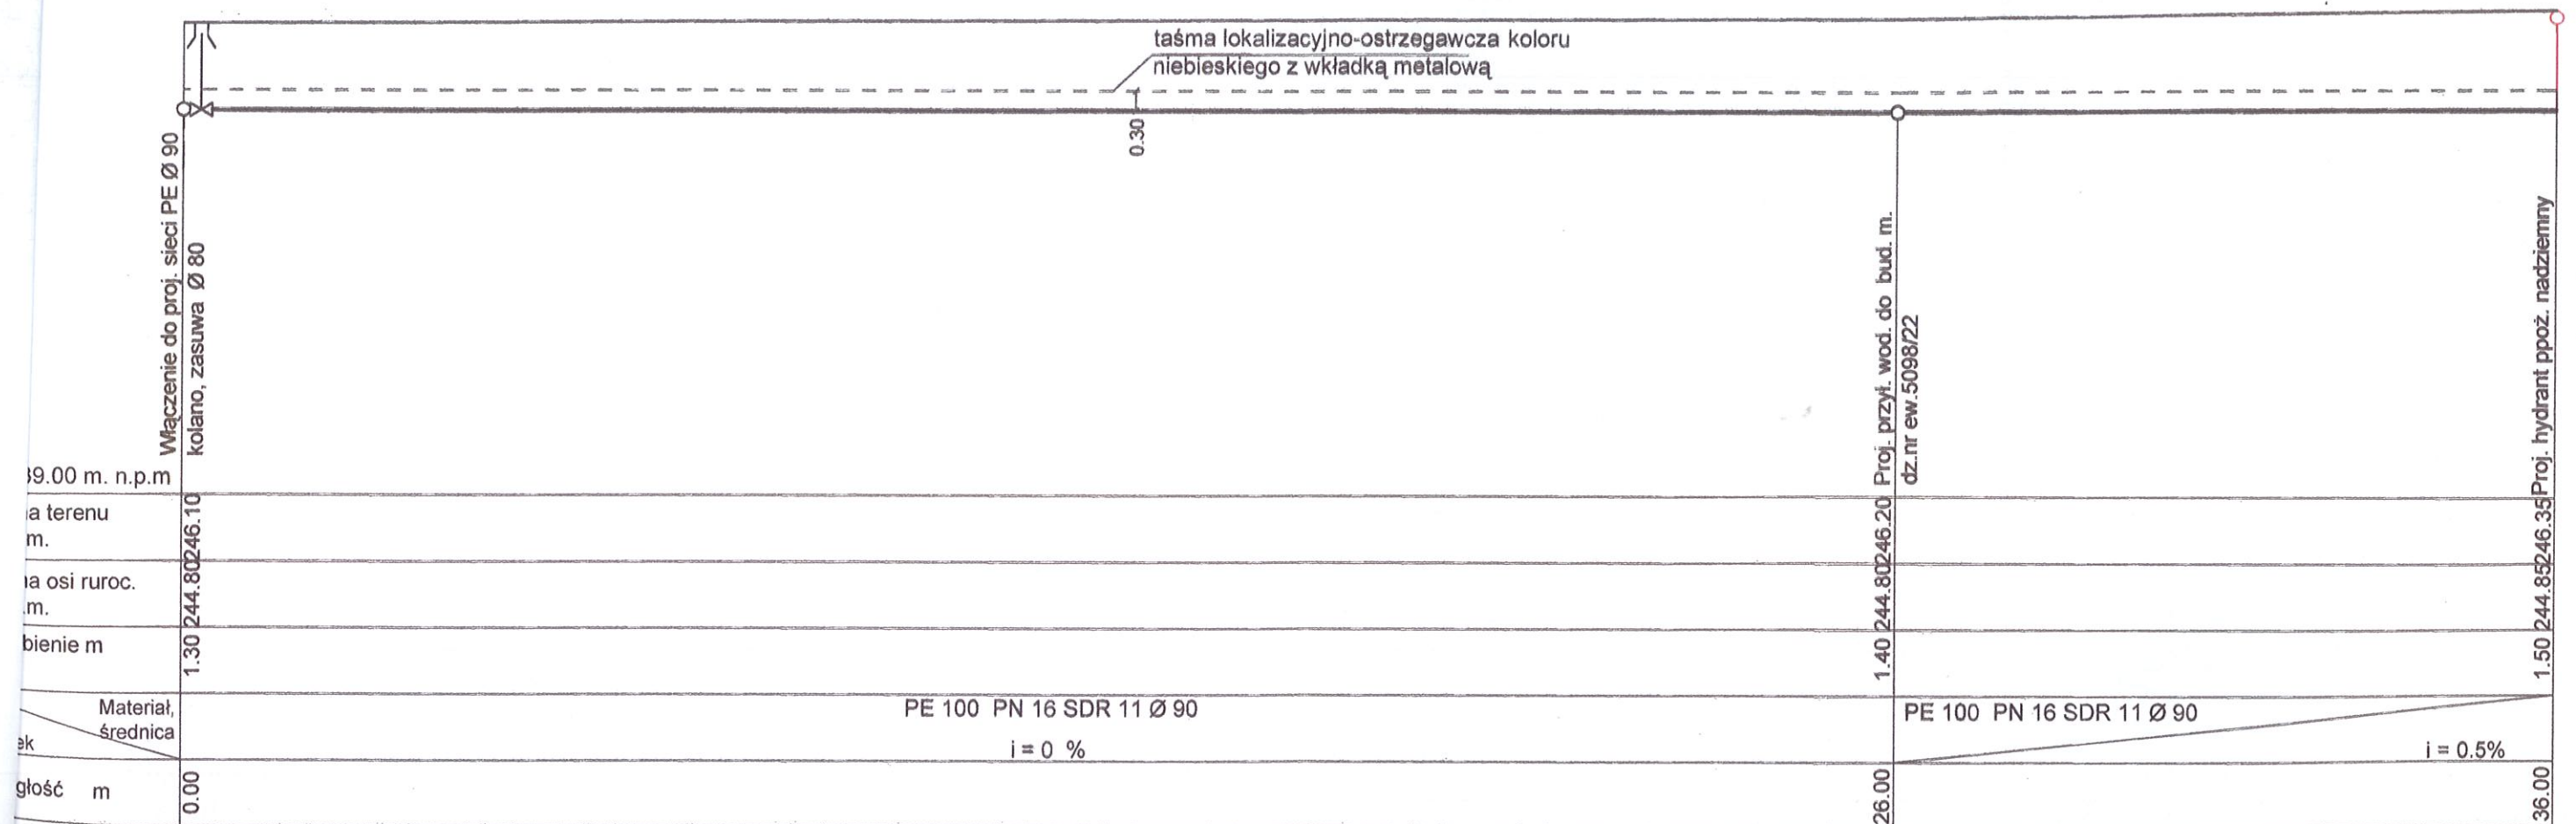 taśma lokalizacyjno-ostrzegawcza koloru
niebieskiego z wkładką metalową
0.30
Włączenie do proj. sieci PE Ø 90
kolano, zasuwa Ø 80
Proj. przył. wod. do bud. m.
dz.nr ew.5098/22
Proj. hydrant ppoż. nadziemny
39.00 m. n.p.m
a terenu
m.
246.10
246.20
246.35
na osi ruroc.
.m.
244.80
244.80
244.85
bienie m
1.30
1.40
1.50
Materiał,
średnica
ek
PE 100 PN 16 SDR 11 Ø 90
i = 0 %
PE 100 PN 16 SDR 11 Ø 90
i = 0.5%
głość m
0.00
26.00
36.00